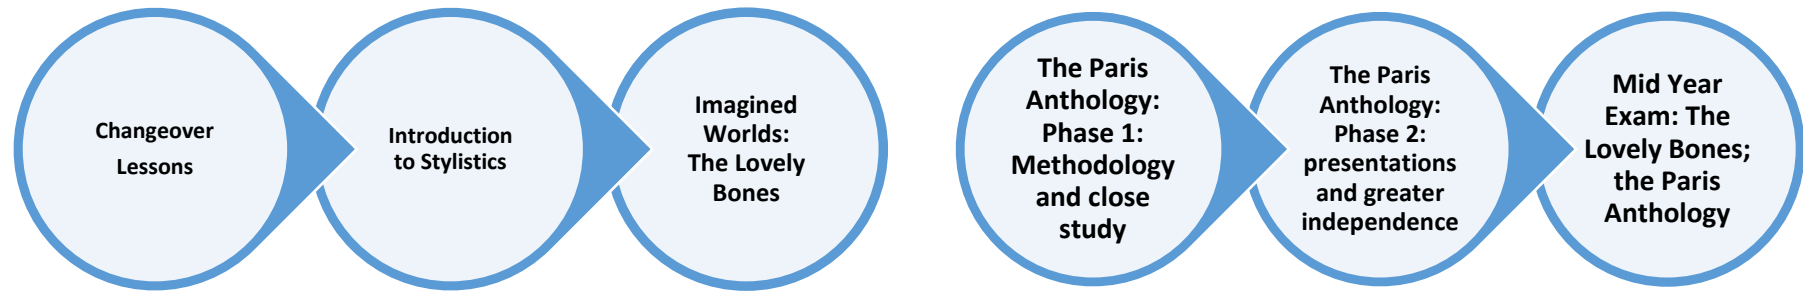 Changeover
Lessons
Introduction
to Stylistics
Imagined
Worlds:
The Lovely
Bones
The Paris
Anthology:
Phase 1:
Methodology
and close
study
The Paris
Anthology:
Phase 2:
presentations
and greater
independence
Mid Year
Exam: The
Lovely Bones;
the Paris
Anthology